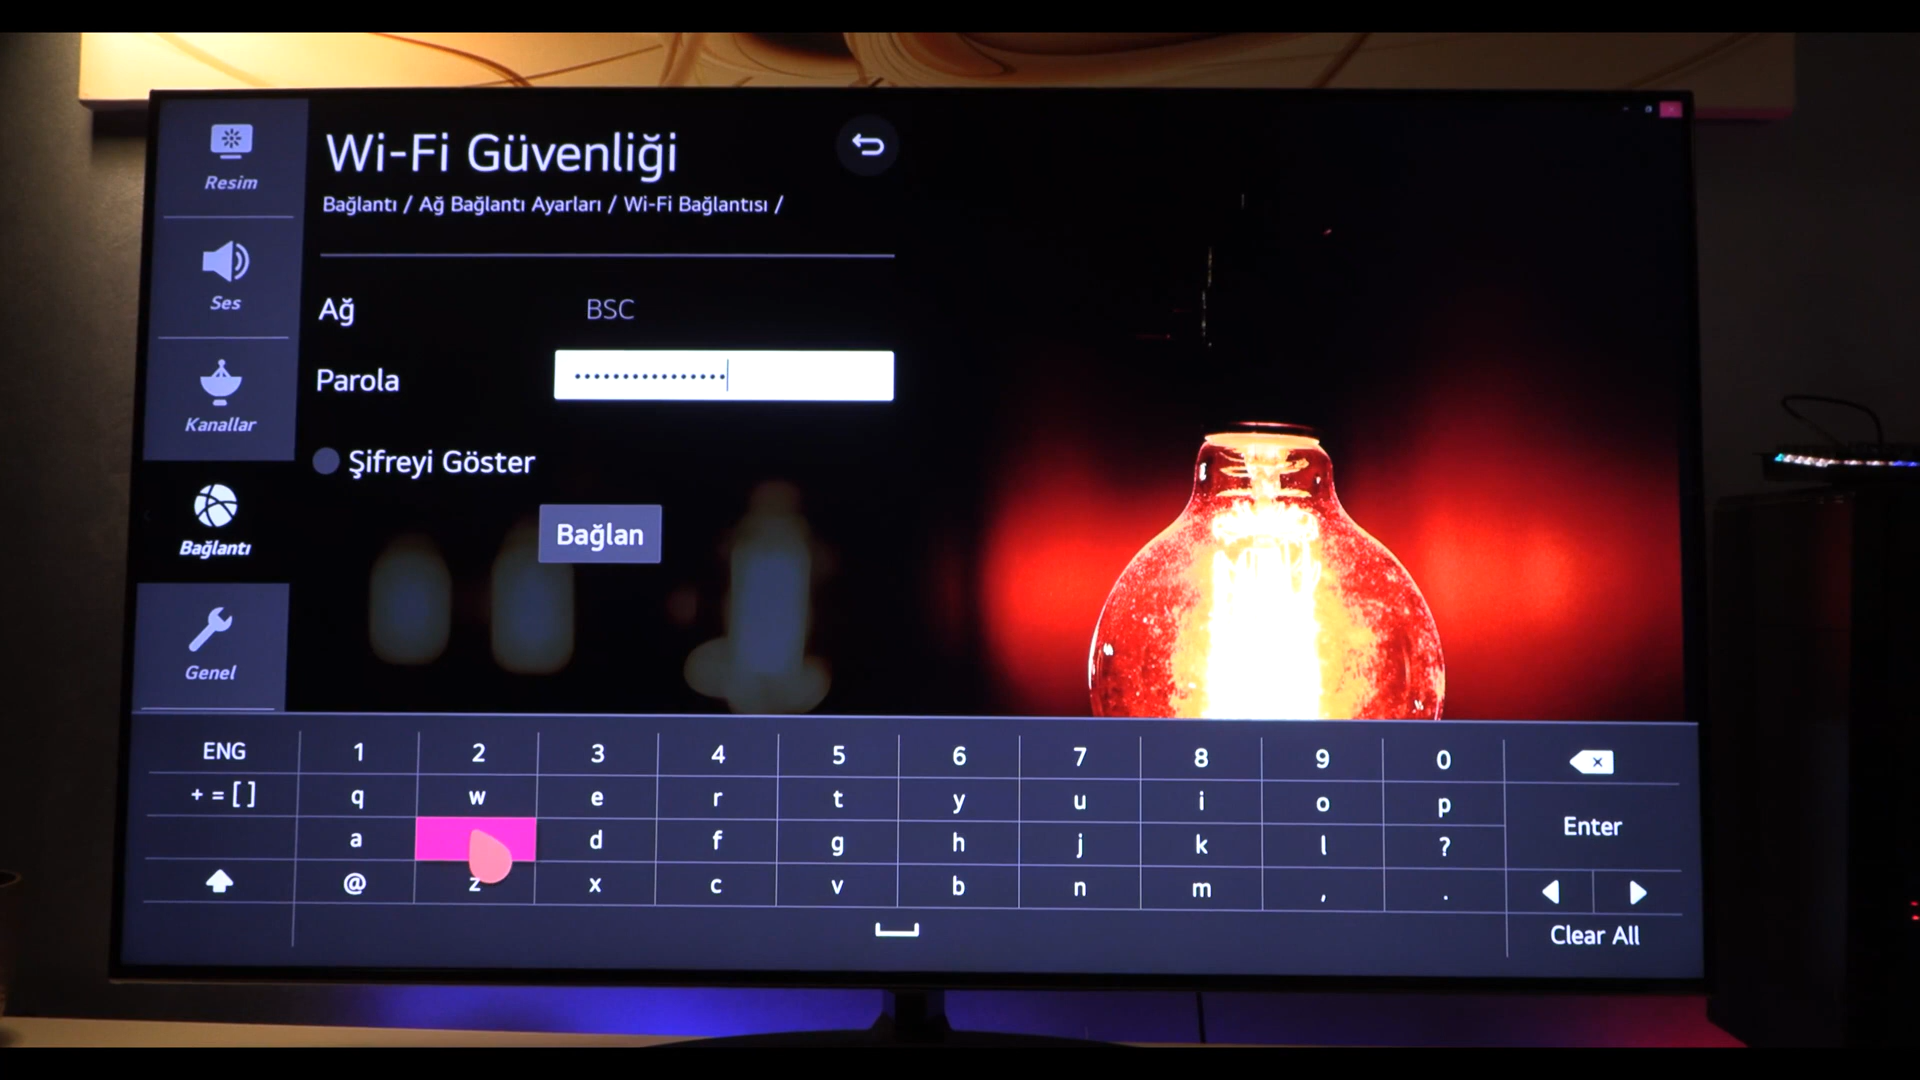 Resim
Ses
Kanallar
Bağlantı
Genel
Wi-Fi Güvenliği
Bağlantı / Ağ Bağlantı Ayarları / Wi-Fi Bağlantısı /
Ağ BSC
Parola ••••••••••••••••
Şifreyi Göster
Bağlan
ENG 1 2 3 4 5 6 7 8 9 0
+ = [ ] q w e r t y u i o p
a d f g h j k l ? Enter
@ z x c v b n m , .
Clear All